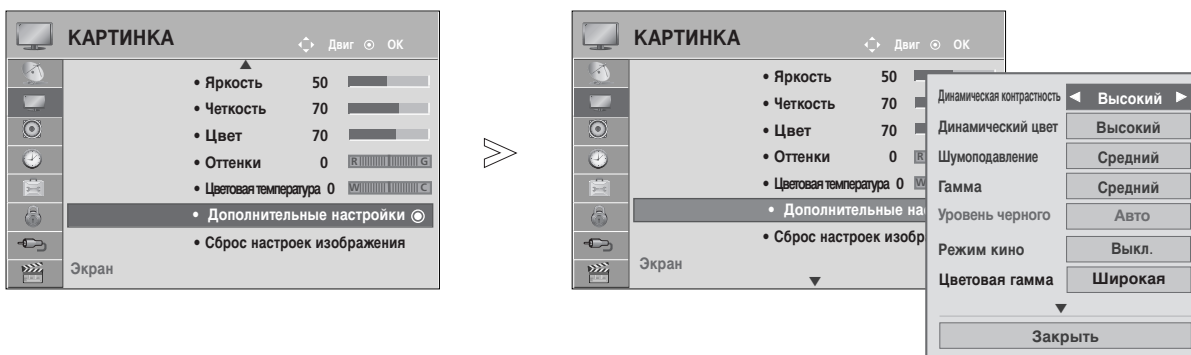 КАРТИНКА
Двиг ОК
• Яркость 50
• Четкость 70
• Цвет 70
• Оттенки 0 R G
• Цветовая температура 0 W C
• Дополнительные настройки
• Сброс настроек изображения
Экран
КАРТИНКА
Двиг ОК
• Яркость 50
• Четкость 70
• Цвет 70
• Оттенки 0 R
• Цветовая температура 0 W
• Дополнительные нас
• Сброс настроек изобр
Экран
Динамическая контрастность Высокий
Динамический цвет Высокий
Шумоподавление Средний
Гамма Средний
Уровень черного Авто
Режим кино Выкл.
Цветовая гамма Широкая
Закрыть